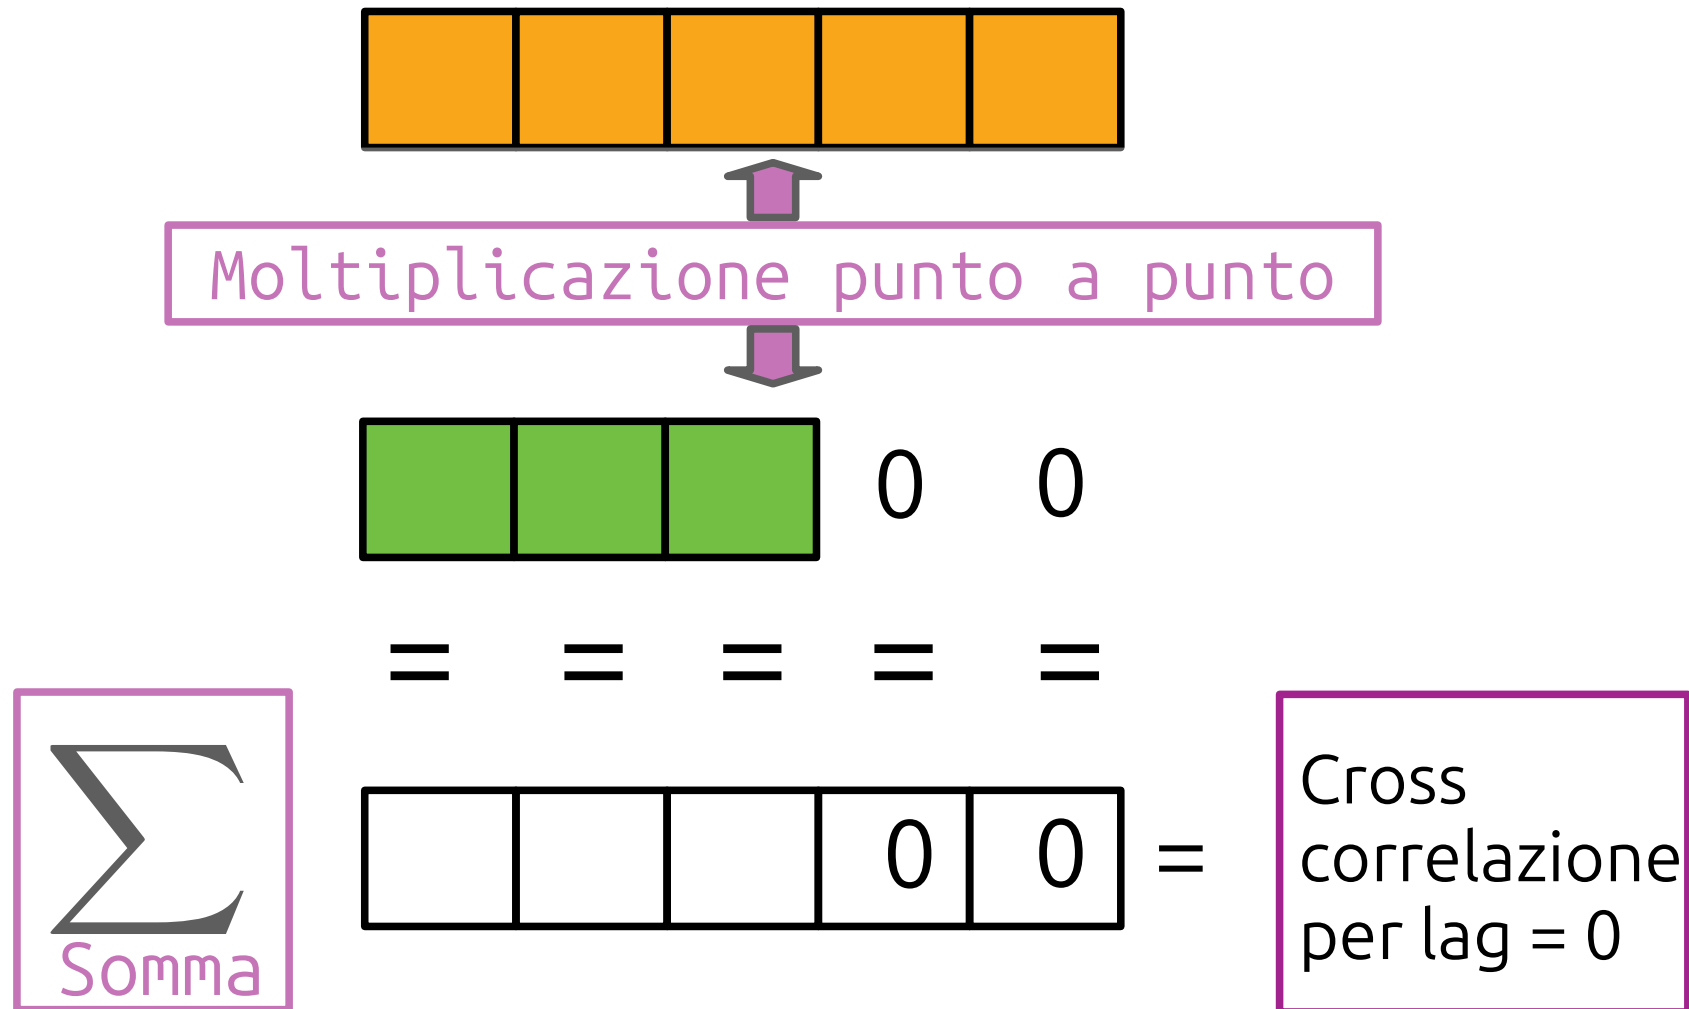 Moltiplicazione punto a punto
0 0
= = = = =
∑
0 0 =
Somma
Cross
correlazione
per lag = 0